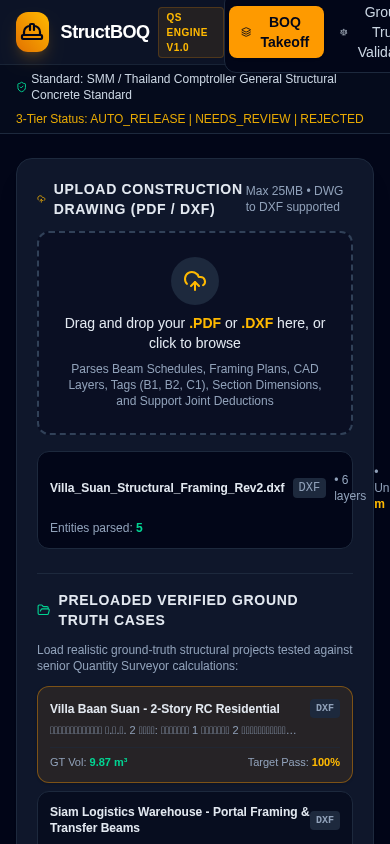 StructBOQ
QS
ENGINE
V1.0
BOQ
Takeoff
Standard: SMM / Thailand Comptroller General Structural
Concrete Standard
3-Tier Status: AUTO_RELEASE | NEEDS_REVIEW | REJECTED
UPLOAD CONSTRUCTION
DRAWING (PDF / DXF)
Max 25MB • DWG
to DXF supported
Drag and drop your .PDF or .DXF here, or
click to browse
Parses Beam Schedules, Framing Plans, CAD
Layers, Tags (B1, B2, C1), Section Dimensions,
and Support Joint Deductions
Villa_Suan_Structural_Framing_Rev2.dxf
DXF
• 6
layers
•
m
Entities parsed: 5
PRELOADED VERIFIED GROUND
TRUTH CASES
Load realistic ground-truth structural projects tested against
senior Quantity Surveyor calculations:
Villa Baan Suan - 2-Story RC Residential
DXF
GT Vol: 9.87 m³
Target Pass: 100%
Siam Logistics Warehouse - Portal Framing &
Transfer Beams
DXF